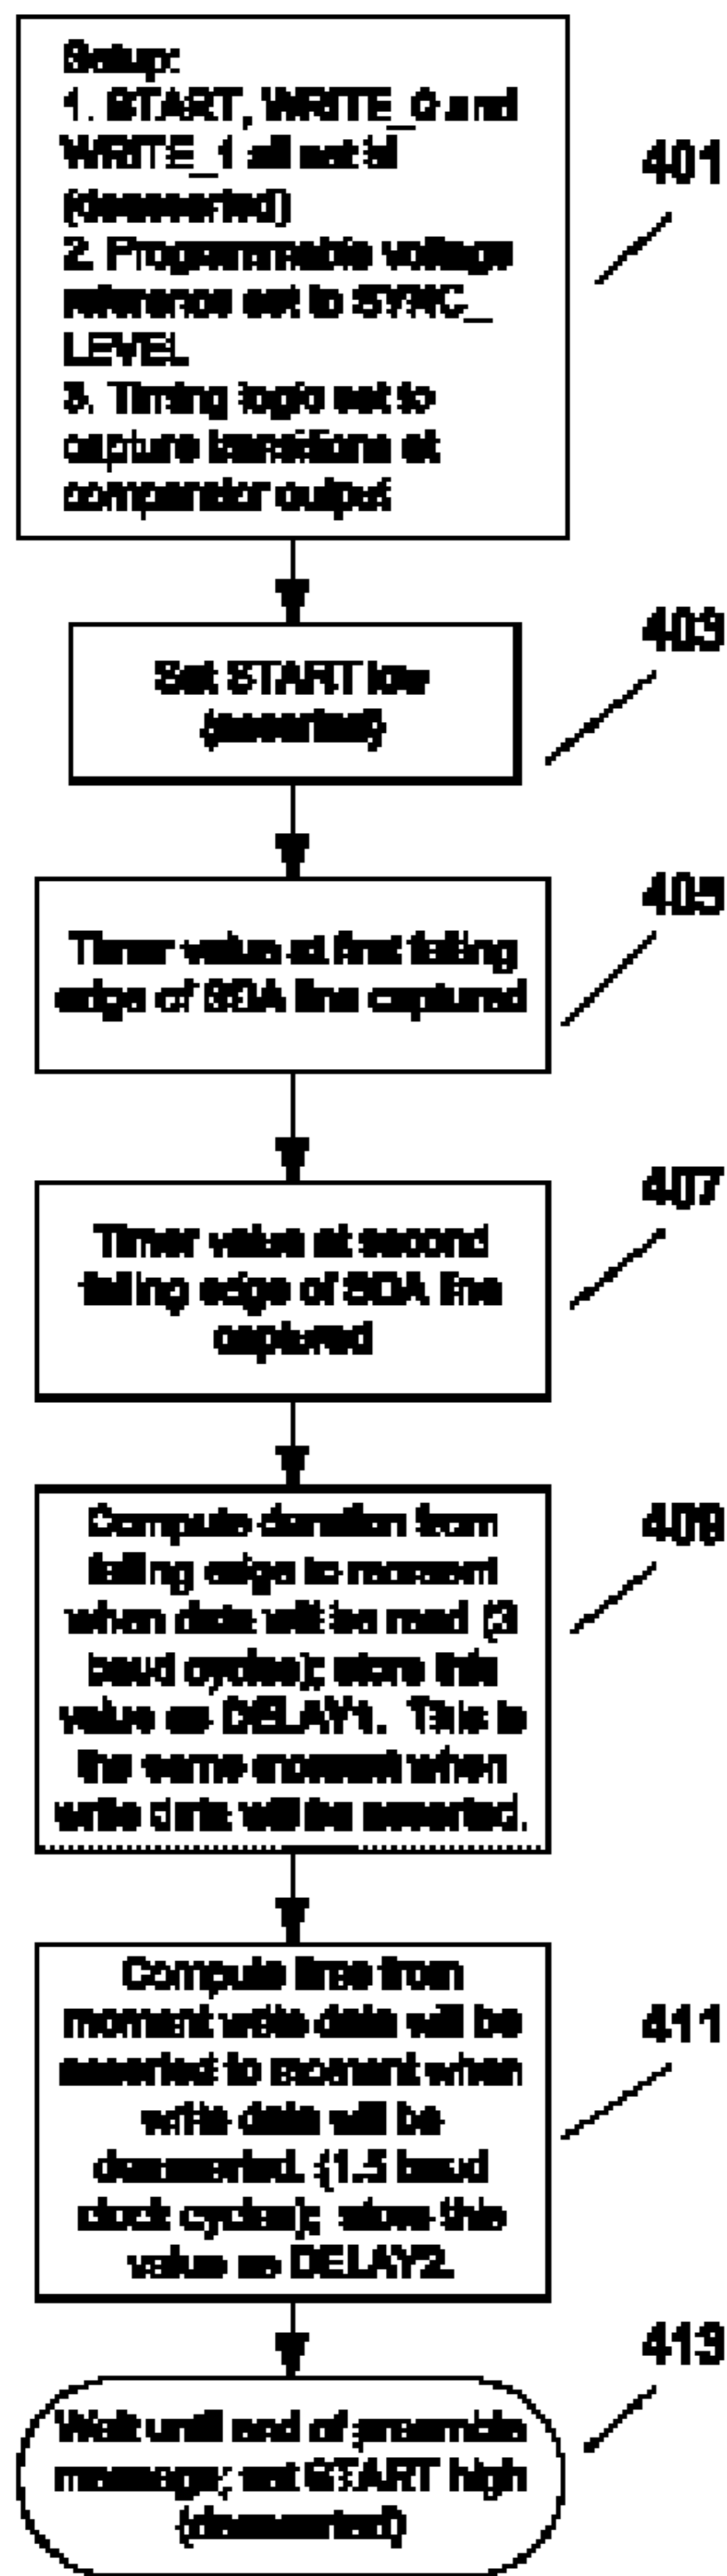 Setup:
1. START, WRITE_0 and
WRITE_1 all set
(deasserted)
2. Programmable voltage
reference set to SYNC_
LEVEL
3. Timing logic set to
capture transitions at
comparator output
401
Set START low
(asserted)
403
Timer value at first falling
edge of SDA line captured
405
Timer value at second
falling edge of SDA line
captured
407
Compute duration from
falling edge to moment
when data will be read (3
baud cycles); store this
value as DELAY1. This is
the same moment when
write data will be asserted.
409
Compute time from
moment write data will be
asserted to moment when
write data will be
deasserted. (1.5 baud
clock cycles); store this
value as DELAY2.
411
Wait until end of preamble
message; set START high
(deasserted)
413